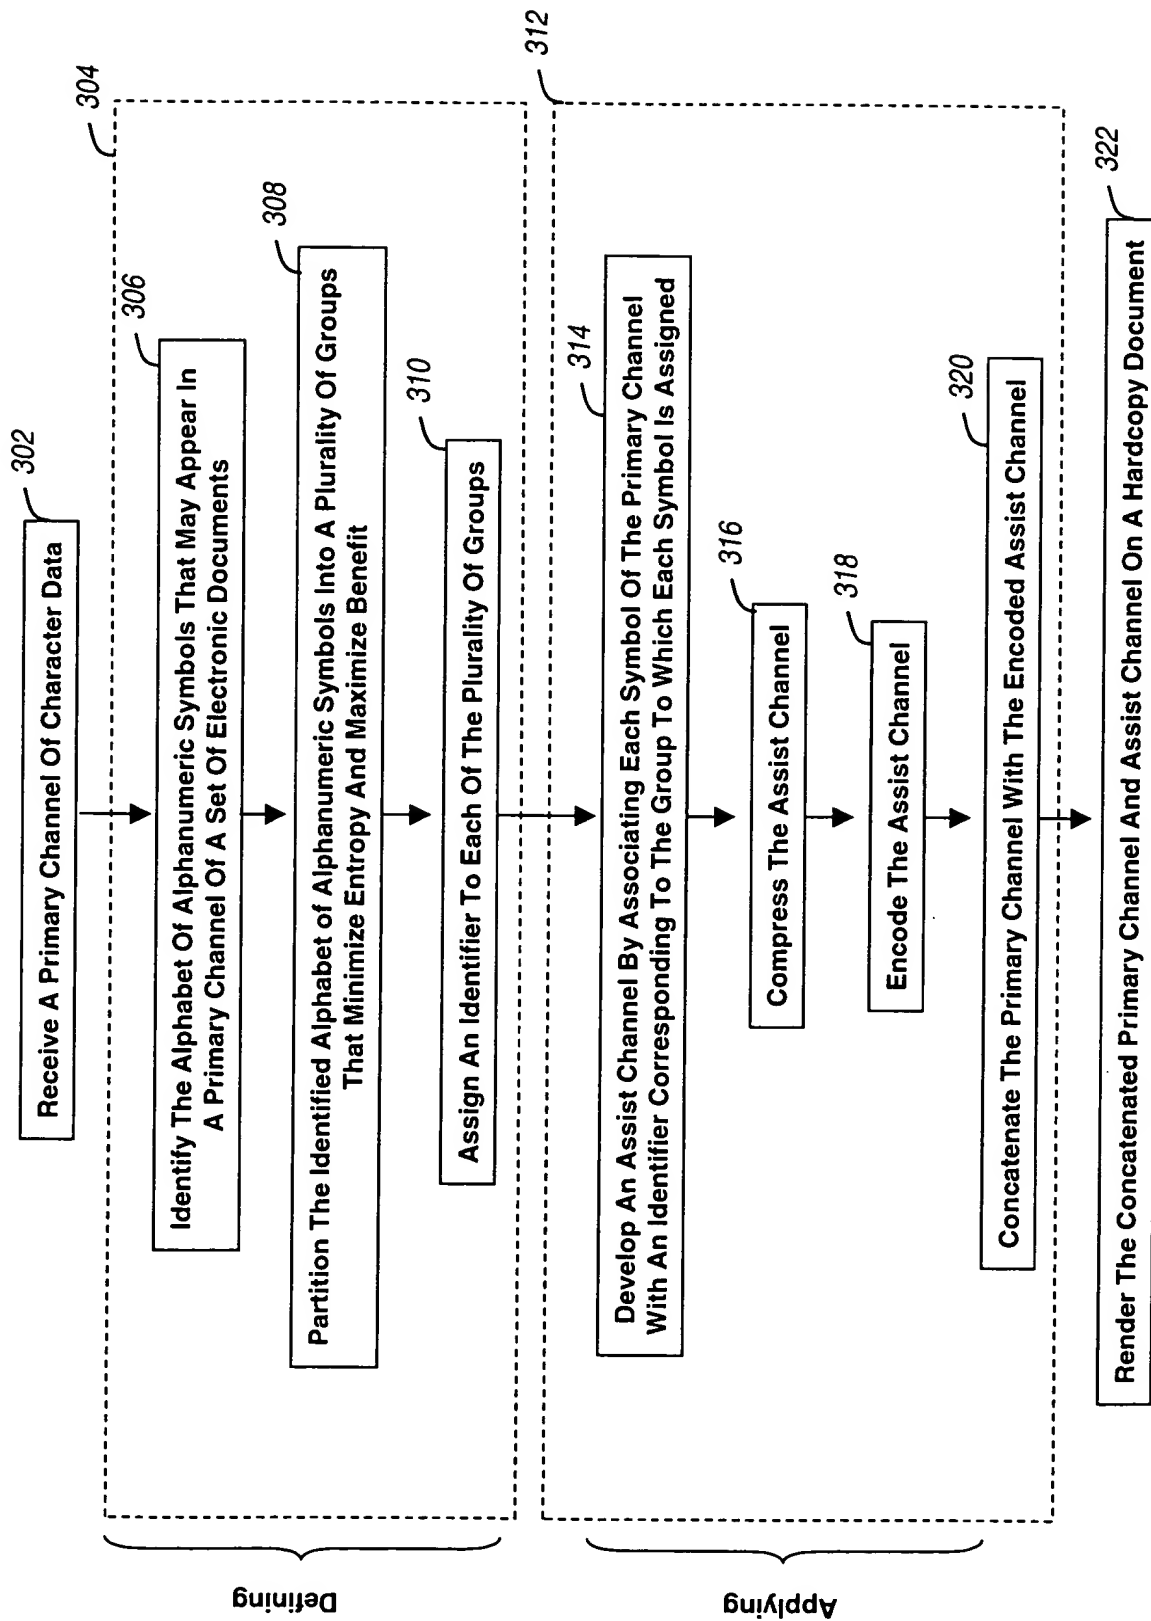 302
Receive A Primary Channel Of Character Data
304
Defining
306
Identify The Alphabet Of Alphanumeric Symbols That May Appear In
A Primary Channel Of A Set Of Electronic Documents
308
Partition The Identified Alphabet of Alphanumeric Symbols Into A Plurality Of Groups
That Minimize Entropy And Maximize Benefit
310
Assign An Identifier To Each Of The Plurality Of Groups
312
Applying
314
Develop An Assist Channel By Associating Each Symbol Of The Primary Channel
With An Identifier Corresponding To The Group To Which Each Symbol Is Assigned
316
Compress The Assist Channel
318
Encode The Assist Channel
320
Concatenate The Primary Channel With The Encoded Assist Channel
322
Render The Concatenated Primary Channel And Assist Channel On A Hardcopy Document